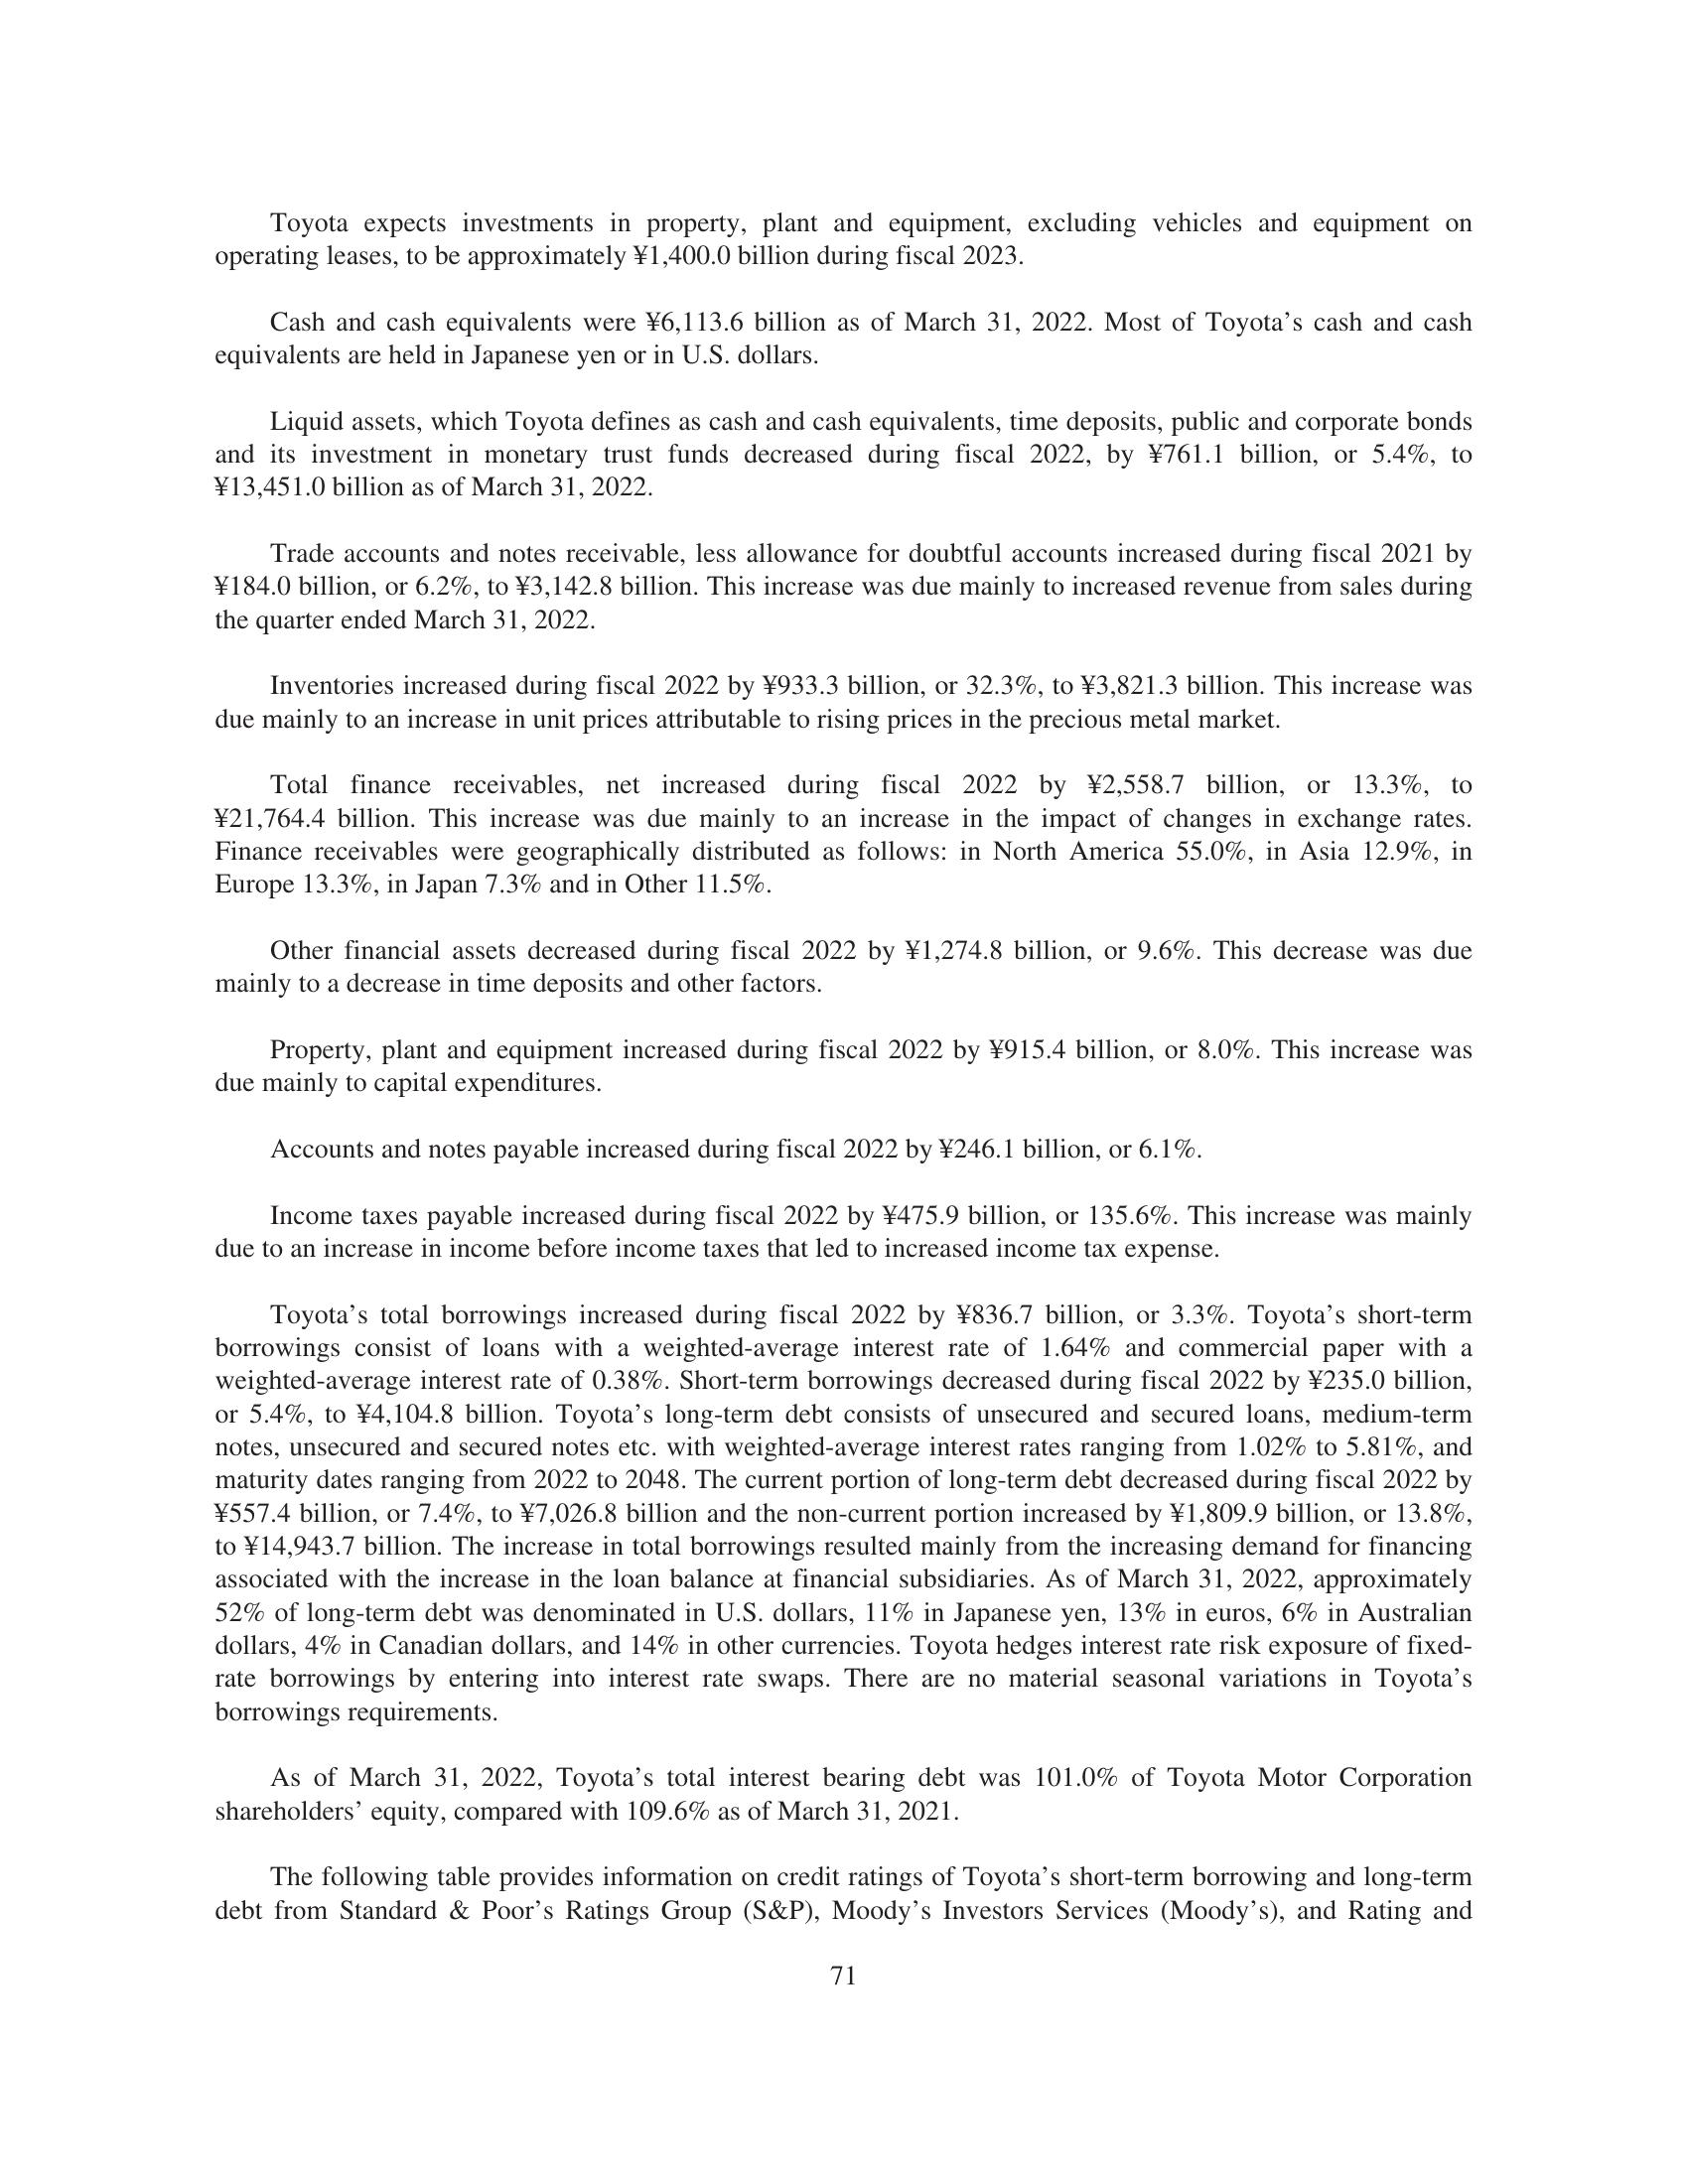 Toyota expects investments in property, plant and equipment, excluding vehicles and equipment on
operating leases, to be approximately ¥1,400.0 billion during fiscal 2023.
Cash and cash equivalents were ¥6,113.6 billion as of March 31, 2022. Most of Toyota’s cash and cash
equivalents are held in Japanese yen or in U.S. dollars.
Liquid assets, which Toyota defines as cash and cash equivalents, time deposits, public and corporate bonds
and its investment in monetary trust funds decreased during fiscal 2022, by ¥761.1 billion, or 5.4%, to
¥13,451.0 billion as of March 31, 2022.
Trade accounts and notes receivable, less allowance for doubtful accounts increased during fiscal 2021 by
¥184.0 billion, or 6.2%, to ¥3,142.8 billion. This increase was due mainly to increased revenue from sales during
the quarter ended March 31, 2022.
Inventories increased during fiscal 2022 by ¥933.3 billion, or 32.3%, to ¥3,821.3 billion. This increase was
due mainly to an increase in unit prices attributable to rising prices in the precious metal market.
Total finance receivables, net increased during fiscal 2022 by ¥2,558.7 billion, or 13.3%, to
¥21,764.4 billion. This increase was due mainly to an increase in the impact of changes in exchange rates.
Finance receivables were geographically distributed as follows: in North America 55.0%, in Asia 12.9%, in
Europe 13.3%, in Japan 7.3% and in Other 11.5%.
Other financial assets decreased during fiscal 2022 by ¥1,274.8 billion, or 9.6%. This decrease was due
mainly to a decrease in time deposits and other factors.
Property, plant and equipment increased during fiscal 2022 by ¥915.4 billion, or 8.0%. This increase was
due mainly to capital expenditures.
Accounts and notes payable increased during fiscal 2022 by ¥246.1 billion, or 6.1%.
Income taxes payable increased during fiscal 2022 by ¥475.9 billion, or 135.6%. This increase was mainly
due to an increase in income before income taxes that led to increased income tax expense.
Toyota’s total borrowings increased during fiscal 2022 by ¥836.7 billion, or 3.3%. Toyota’s short-term
borrowings consist of loans with a weighted-average interest rate of 1.64% and commercial paper with a
weighted-average interest rate of 0.38%. Short-term borrowings decreased during fiscal 2022 by ¥235.0 billion,
or 5.4%, to ¥4,104.8 billion. Toyota’s long-term debt consists of unsecured and secured loans, medium-term
notes, unsecured and secured notes etc. with weighted-average interest rates ranging from 1.02% to 5.81%, and
maturity dates ranging from 2022 to 2048. The current portion of long-term debt decreased during fiscal 2022 by
¥557.4 billion, or 7.4%, to ¥7,026.8 billion and the non-current portion increased by ¥1,809.9 billion, or 13.8%,
to ¥14,943.7 billion. The increase in total borrowings resulted mainly from the increasing demand for financing
associated with the increase in the loan balance at financial subsidiaries. As of March 31, 2022, approximately
52% of long-term debt was denominated in U.S. dollars, 11% in Japanese yen, 13% in euros, 6% in Australian
dollars, 4% in Canadian dollars, and 14% in other currencies. Toyota hedges interest rate risk exposure of fixed-
rate borrowings by entering into interest rate swaps. There are no material seasonal variations in Toyota’s
borrowings requirements.
As of March 31, 2022, Toyota’s total interest bearing debt was 101.0% of Toyota Motor Corporation
shareholders’ equity, compared with 109.6% as of March 31, 2021.
The following table provides information on credit ratings of Toyota’s short-term borrowing and long-term
debt from Standard & Poor’s Ratings Group (S&P), Moody’s Investors Services (Moody’s), and Rating and
71